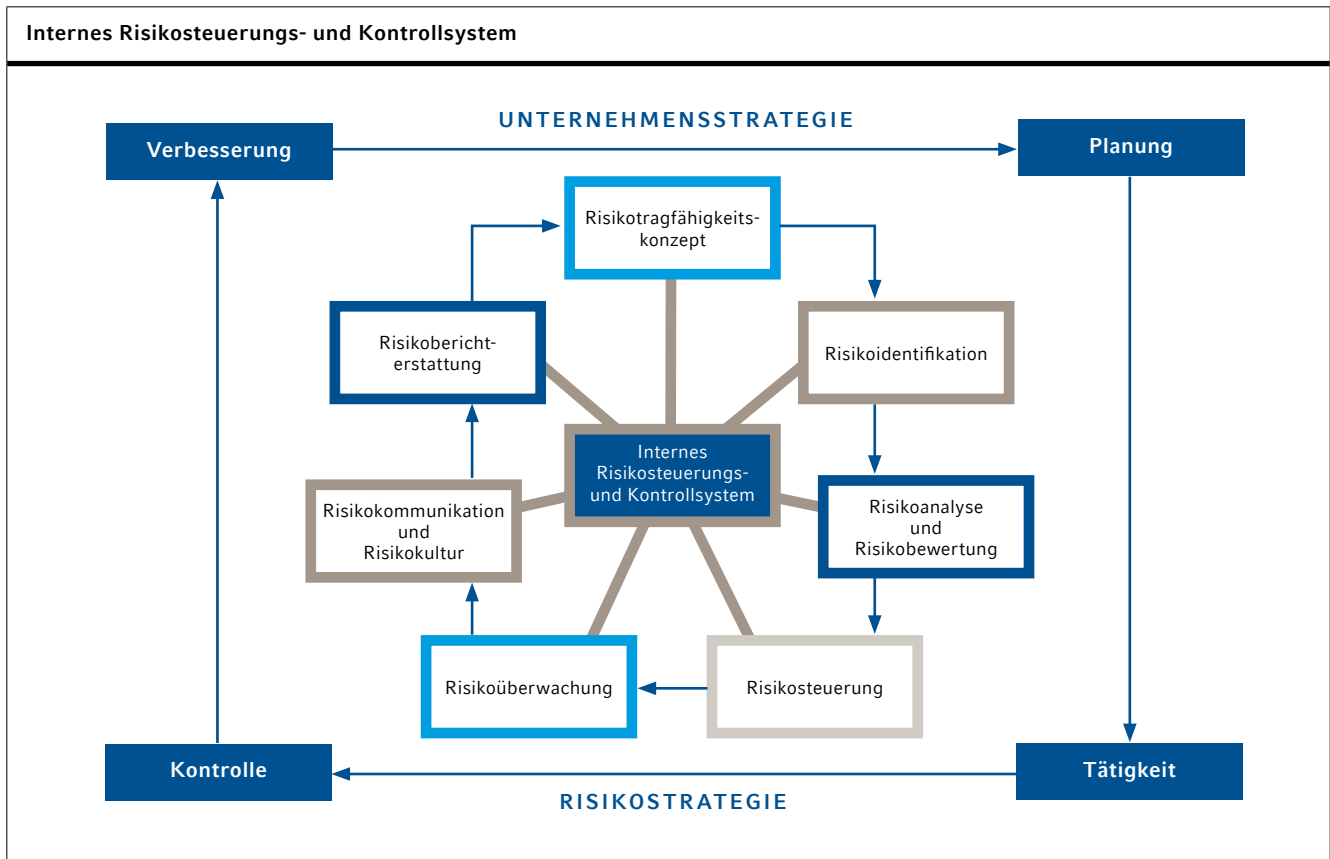 Internes Risikosteuerungs- und Kontrollsystem
UNTERNEHMENSSTRATEGIE
Verbesserung
Planung
Risikotragfähigkeits-
konzept
Risikobericht-
erstattung
Risikoidentifikation
Internes
Risikosteuerungs-
und Kontrollsystem
Risikokommunikation
und
Risikokultur
Risikoanalyse
und
Risikobewertung
Risikoüberwachung
Risikosteuerung
Kontrolle
Tätigkeit
RISIKOSTRATEGIE